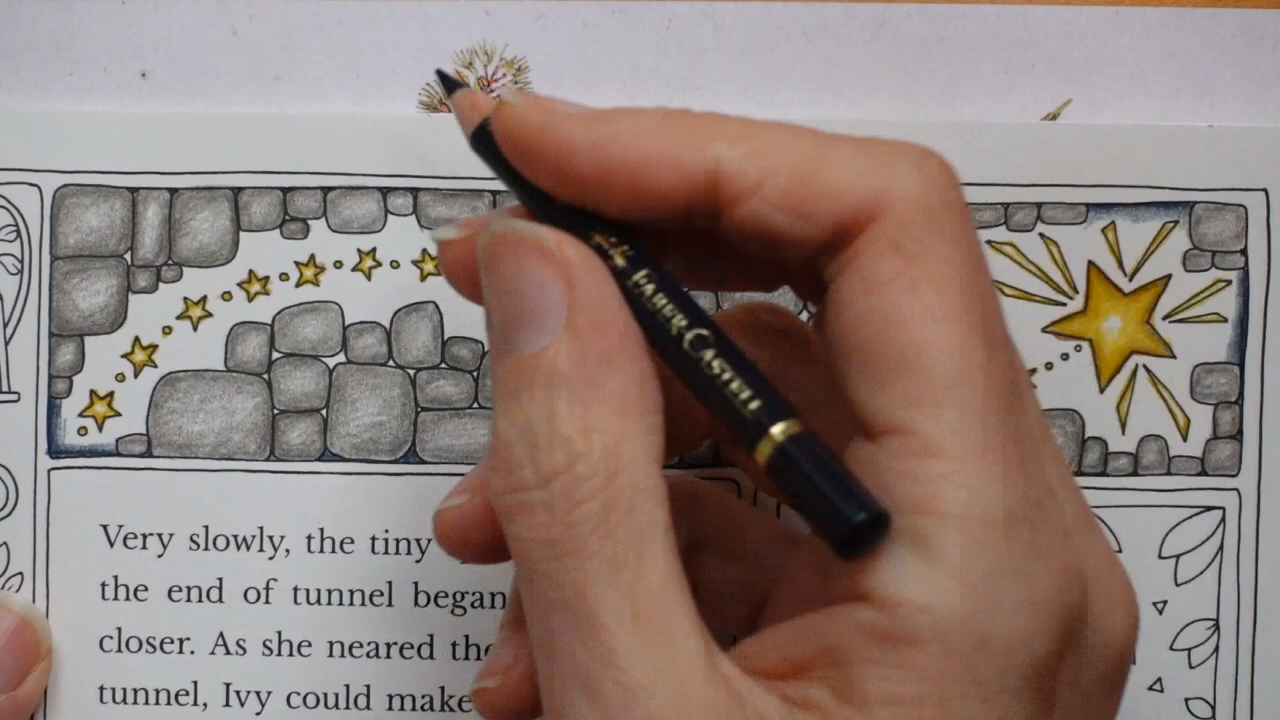 FABER-CASTELL
Very slowly, the tiny
the end of tunnel began
closer. As she neared the
tunnel, Ivy could make